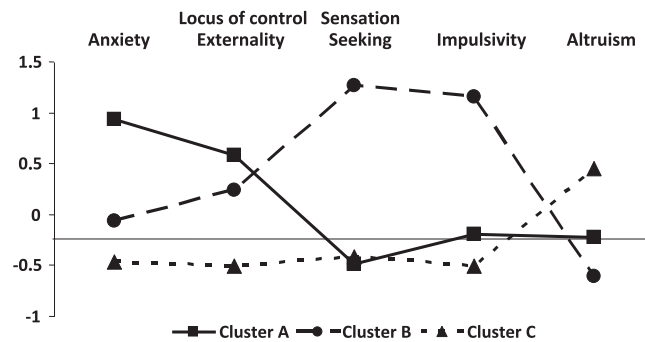 Locus of control Sensation
Anxiety Externality Seeking Impulsivity Altruism
1.5
1
0.5
0
-0.5
-1
Cluster A Cluster B Cluster C